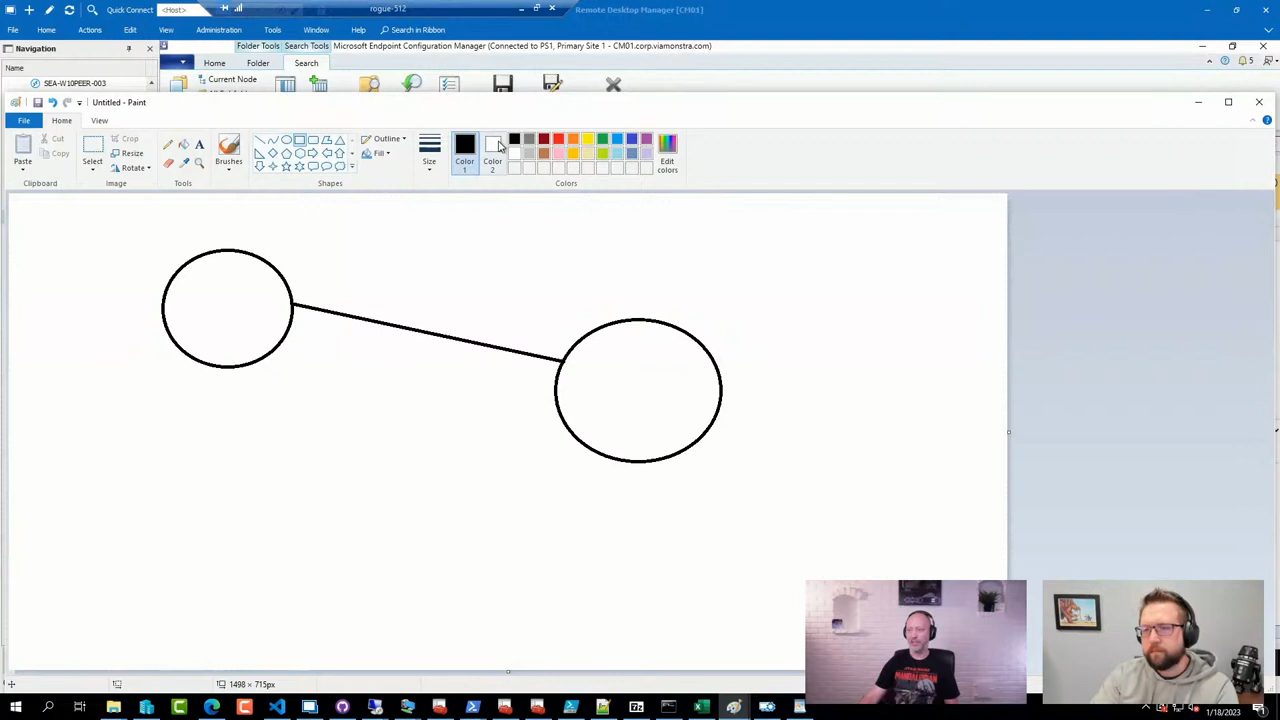 Quick Connect <Host> rogue-512 Remote Desktop Manager [CM01]
File Home View Administration Tools Window Help Search in Ribbon
Actions Edit
Navigation Folder Tools Search Tools Microsoft Endpoint Configuration Manager (Connected to PS1, Primary Site 1 - CM01.corp.viamonstra.com)
Name Home Folder Search 5
SEA-W10PEER-003 Current Node
Untitled - Paint
File Home View
Cut Crop Outline
Copy Resize Fill
Paste Select Rotate Brushes Size Color 1 Color 2 Edit colors
Clipboard Image Tools Shapes Colors
MANDALORIAN
1498 × 715px
1/18/2023